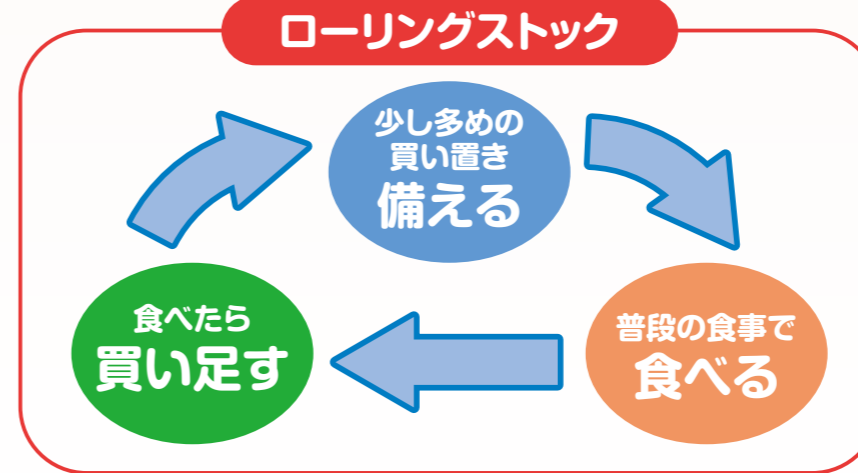 ローリングストック
少し多めの
買い置き
備える
普段の食事で
食べる
食べたら
買い足す